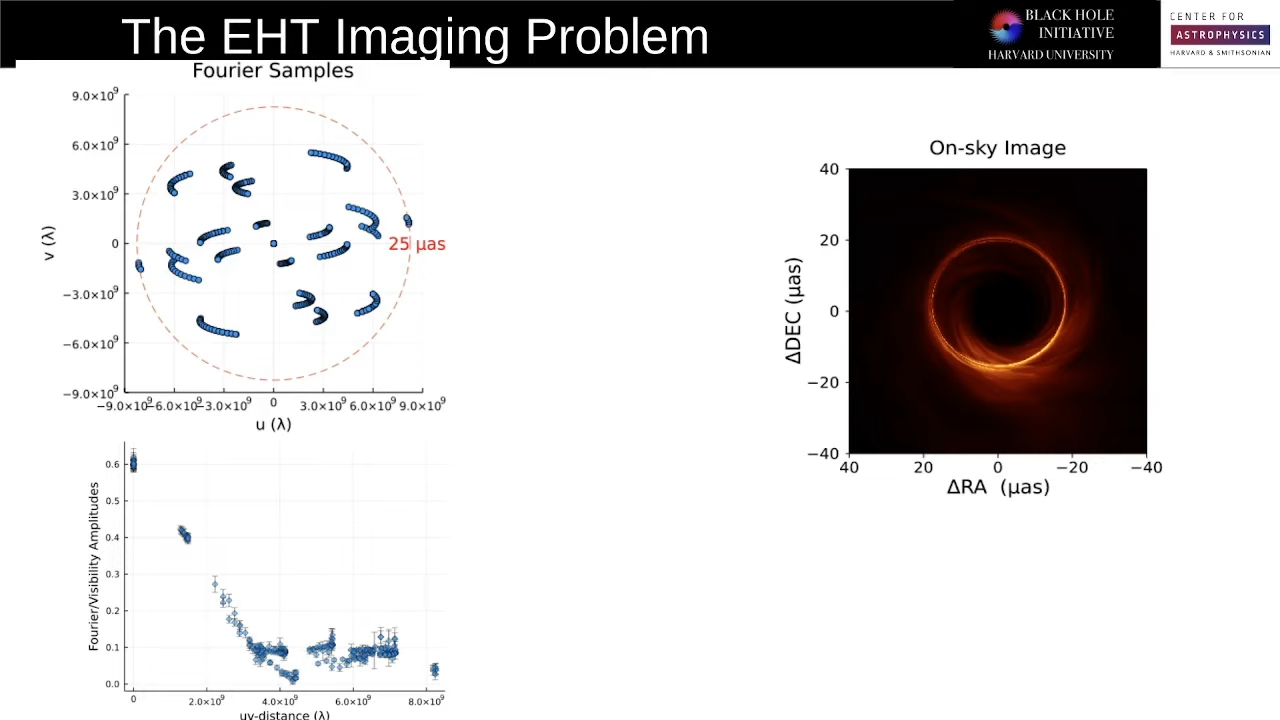 The EHT Imaging Problem
BLACK HOLE
INITIATIVE
HARVARD UNIVERSITY
CENTER FOR
ASTROPHYSICS
HARVARD & SMITHSONIAN
Fourier Samples
9.0×10⁹
6.0×10⁹
3.0×10⁹
0
−3.0×10⁹
−6.0×10⁹
−9.0×10⁹
v (λ)
25 μas
−9.0×10⁹ −6.0×10⁹ −3.0×10⁹ 0 3.0×10⁹ 6.0×10⁹ 9.0×10⁹
u (λ)
0.6
0.5
0.4
0.3
0.2
0.1
0.0
Fourier/Visibility Amplitudes
0 2.0×10⁹ 4.0×10⁹ 6.0×10⁹ 8.0×10⁹
uv-distance (λ)
On-sky Image
40
20
0
−20
−40
ΔDEC (μas)
40 20 0 −20 −40
ΔRA (μas)